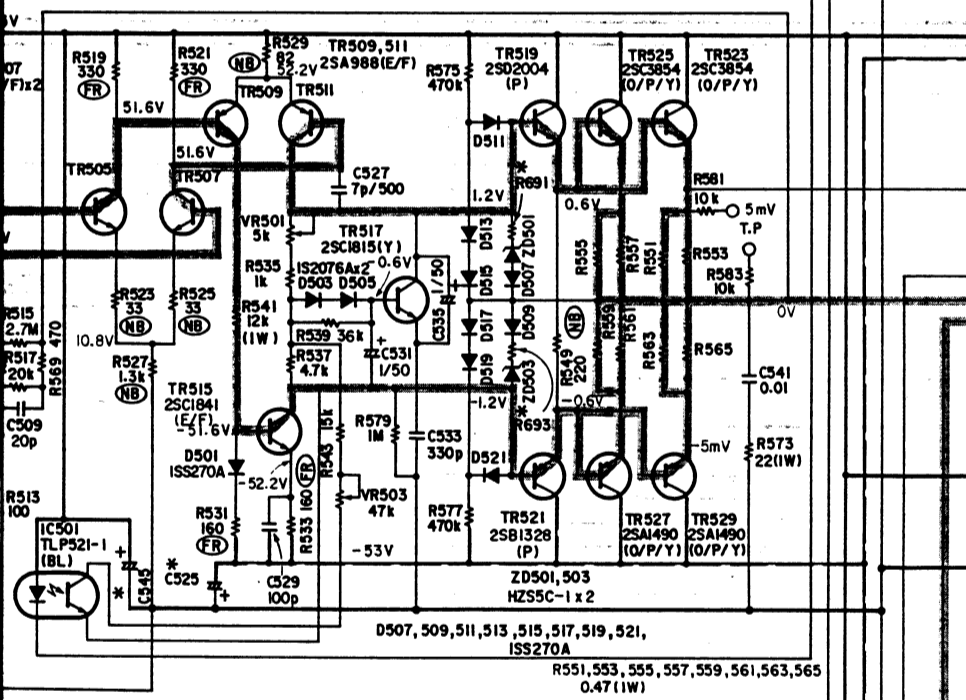 R519
330
FR
R521
330
FR
NB
R529
82
52.2V
TR509, 511
2SA988(E/F)
R575
470k
TR519
2SD2004
(P)
TR525
2SC3854
(O/P/Y)
TR523
2SC3854
(O/P/Y)
51.6V
TR509
TR511
D511
51.6V
TR505
TR507
C527
7p/500
*
R691
1.2V
0.6V
R581
10k
5mV
T.P
VR501
5k
TR517
2SC1815(Y)
0.6V
D513
ZD501
R555
R557
R551
R553
R583
10k
R535
1k
1S2076Ax2
D503
D505
C535
1/50
D515
D507
0V
R515
2.7M
R517
20k
R569 470
C509
20p
R523
33
NB
R525
33
NB
R541
12k
(1W)
R539 36k
D517
D509
NB
R549
220
R559
R561
R563
R565
10.8V
R527
1.3k
NB
R537
4.7k
C531
1/50
D519
ZD503
C541
0.01
TR515
2SC1841
(E/F)
-51.6V
R543 15k
R579
1M
C533
330p
-1.2V
*
R693
-0.6V
-5mV
R573
22(1W)
D501
1SS270A
-52.2V
FR
R533 160
VR503
47k
D521
R577
470k
R513
100
R531
160
FR
TR521
2SB1328
(P)
TR527
2SA1490
(O/P/Y)
TR529
2SA1490
(O/P/Y)
IC501
TLP521-1
(BL)
C545
*
*
C525
C529
100p
-53V
ZD501, 503
HZS5C-1 x 2
D507, 509, 511, 513, 515, 517, 519, 521,
1SS270A
R551, 553, 555, 557, 559, 561, 563, 565
0.47(1W)